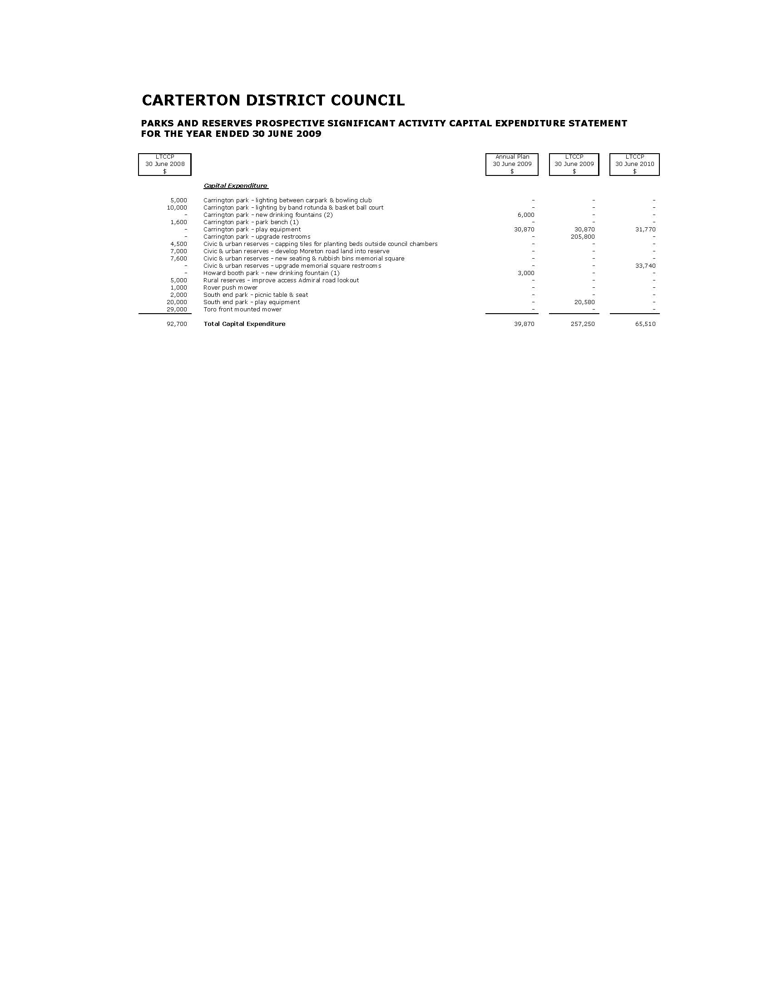 CARTERTON DISTRICT COUNCIL
PARKS AND RESERVES PROSPECTIVE SIGNIFICANT ACTIVITY CAPITAL EXPENDITURE STATEMENT
FOR THE YEAR ENDED 30 JUNE 2009
LTCCP Annual Plan LTCCP LTCCP
30 June 2008 30 June 2009 30 June 2009 30 June 2010
$ $ $ $
Capital Expenditure
5,000 Carrington park - lighting between carpark & bowling club - - -
10,000 Carrington park - lighting by band rotunda & basket ball court - - -
- Carrington park - new drinking fountains (2) 6,000 - -
1,600 Carrington park - park bench (1) - - -
- Carrington park - play equipment 30,870 30,870 31,770
- Carrington park - upgrade restrooms - 205,800 -
4,500 Civic & urban reserves - capping tiles for planting beds outside council chambers - - -
7,000 Civic & urban reserves - develop Moreton road land into reserve - - -
7,600 Civic & urban reserves - new seating & rubbish bins memorial square - - -
- Civic & urban reserves - upgrade memorial square restrooms - - 33,740
- Howard booth park - new drinking fountain (1) 3,000 - -
5,000 Rural reserves - improve access Admiral road lookout - - -
1,000 Rover push mower - - -
2,000 South end park - picnic table & seat - - -
20,000 South end park - play equipment - 20,580 -
29,000 Toro front mounted mower - - -
92,700 Total Capital Expenditure 39,870 257,250 65,510